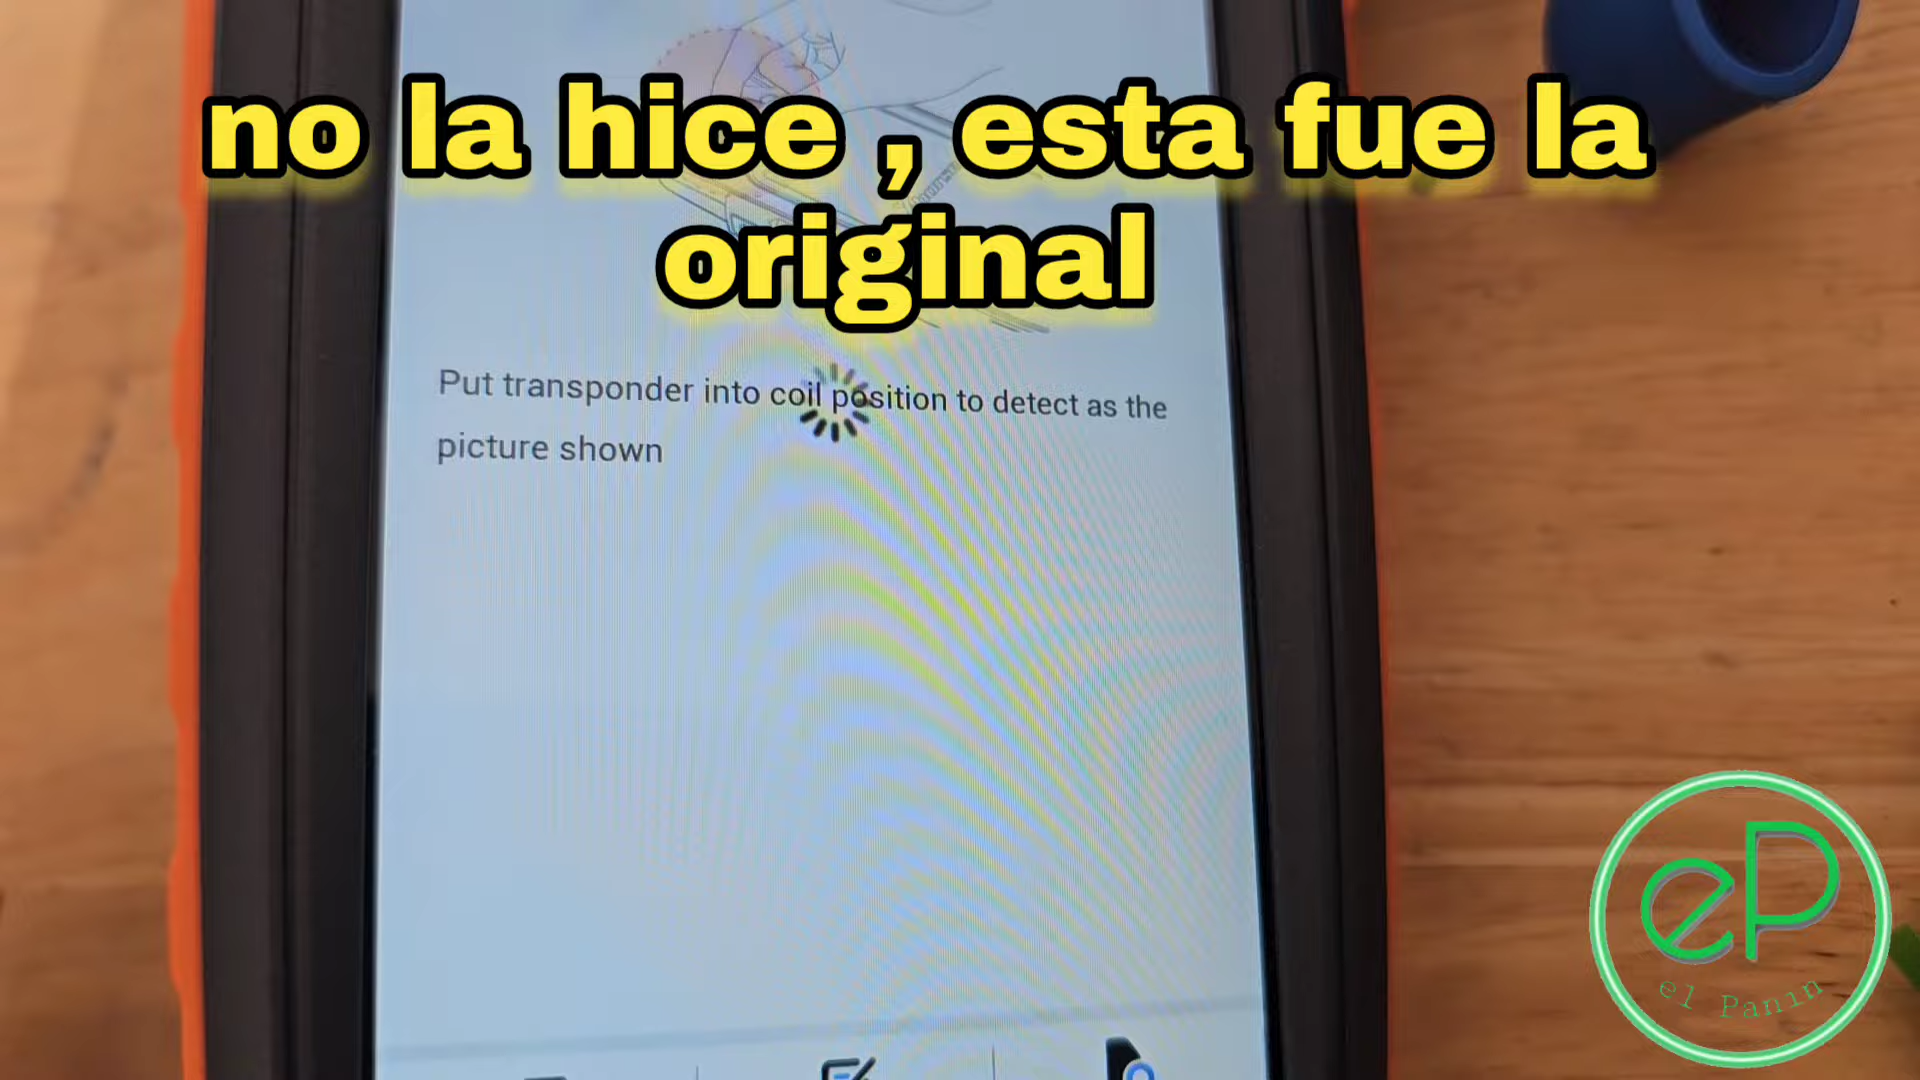 no la hice , esta fue la
original
Put transponder into coil position to detect as the
picture shown
eP
el Panin